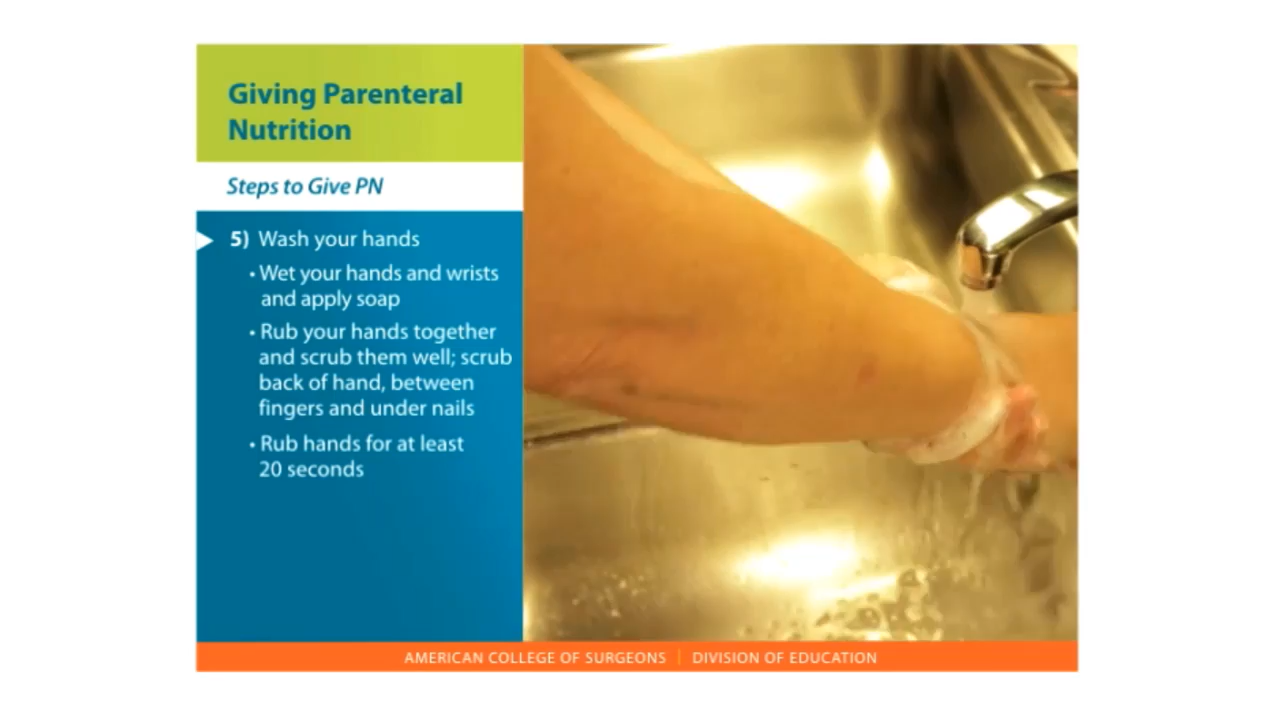 Giving Parenteral
Nutrition
Steps to Give PN
5) Wash your hands
• Wet your hands and wrists
and apply soap
• Rub your hands together
and scrub them well; scrub
back of hand, between
fingers and under nails
• Rub hands for at least
20 seconds
AMERICAN COLLEGE OF SURGEONS | DIVISION OF EDUCATION